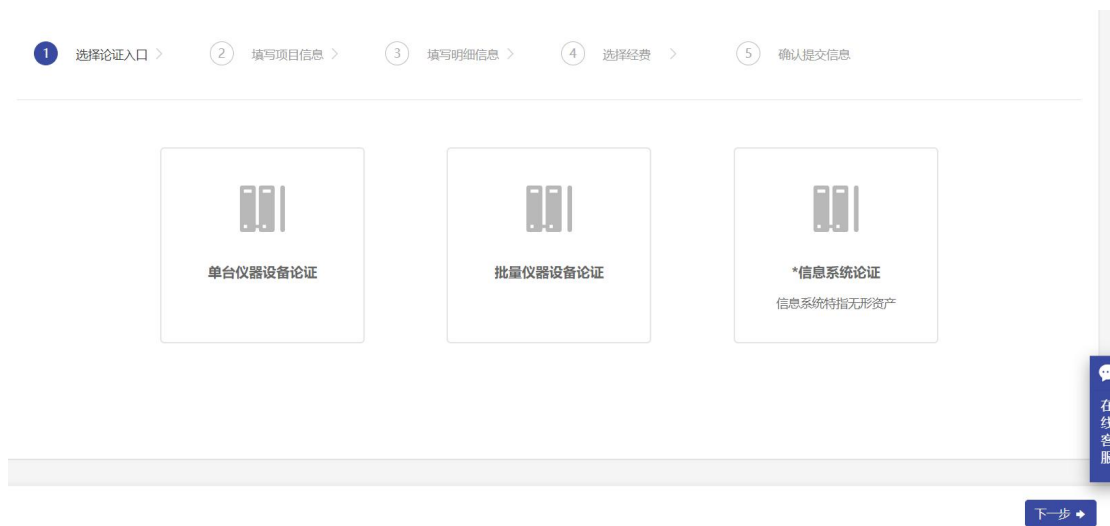 1 选择论证入口 > 2 填写项目信息 > 3 填写明细信息 > 4 选择经费 > 5 确认提交信息
单台仪器设备论证
批量仪器设备论证
*信息系统论证
信息系统特指无形资产
在线客服
下一步